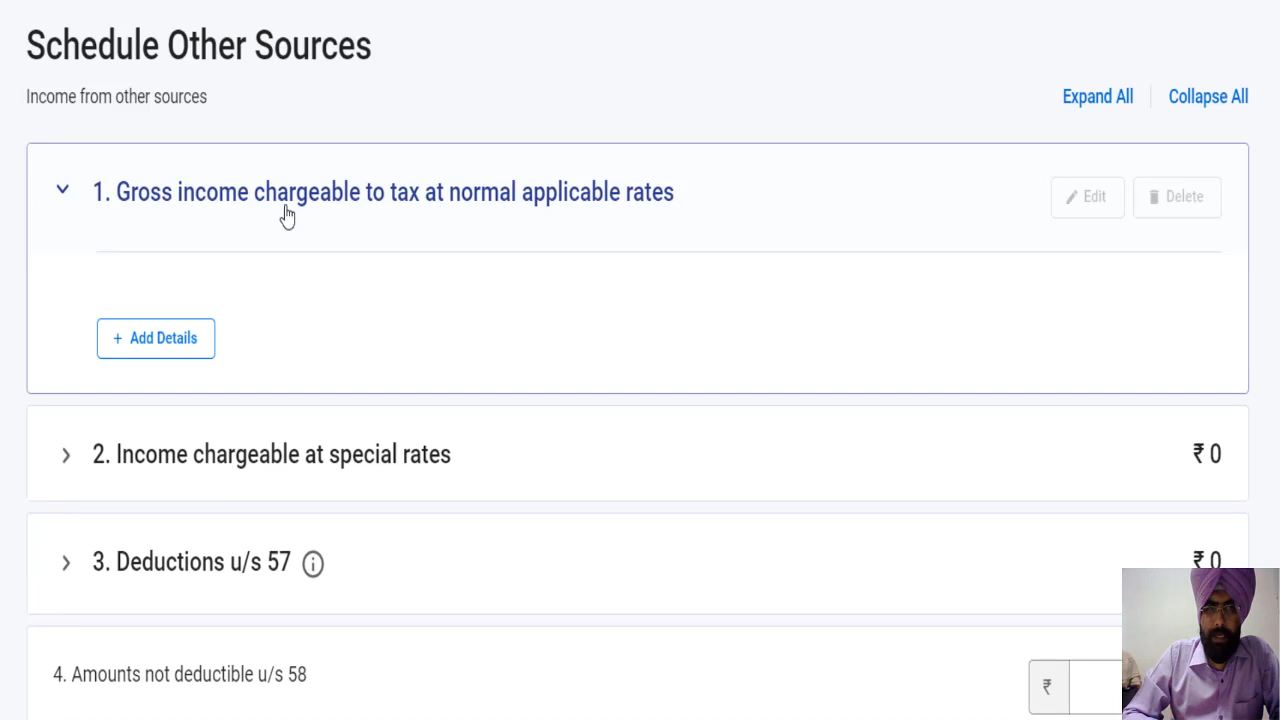 Schedule Other Sources
Income from other sources
Expand All
Collapse All
1. Gross income chargeable to tax at normal applicable rates
Edit
Delete
+ Add Details
2. Income chargeable at special rates
₹ 0
3. Deductions u/s 57
₹ 0
4. Amounts not deductible u/s 58
₹